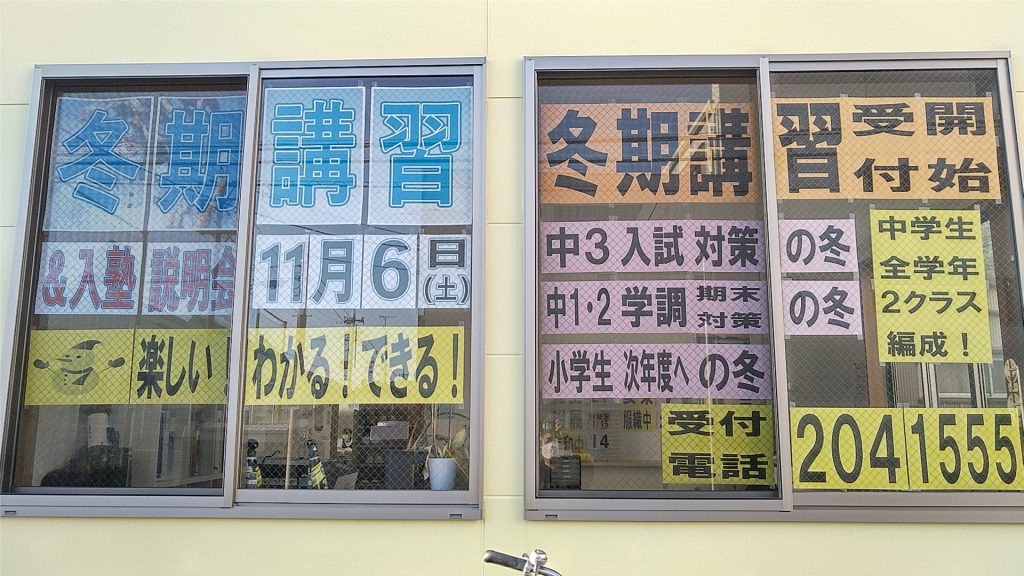 冬期講習
&入塾説明会 11月6日(土)
楽しい!わかる!できる!
冬期講習 受付開始
中3入試対策の冬
中1・2学調 期末対策の冬
小学生 次年度への冬
中学生
全学年
2クラス
編成!
受付電話 204 1555